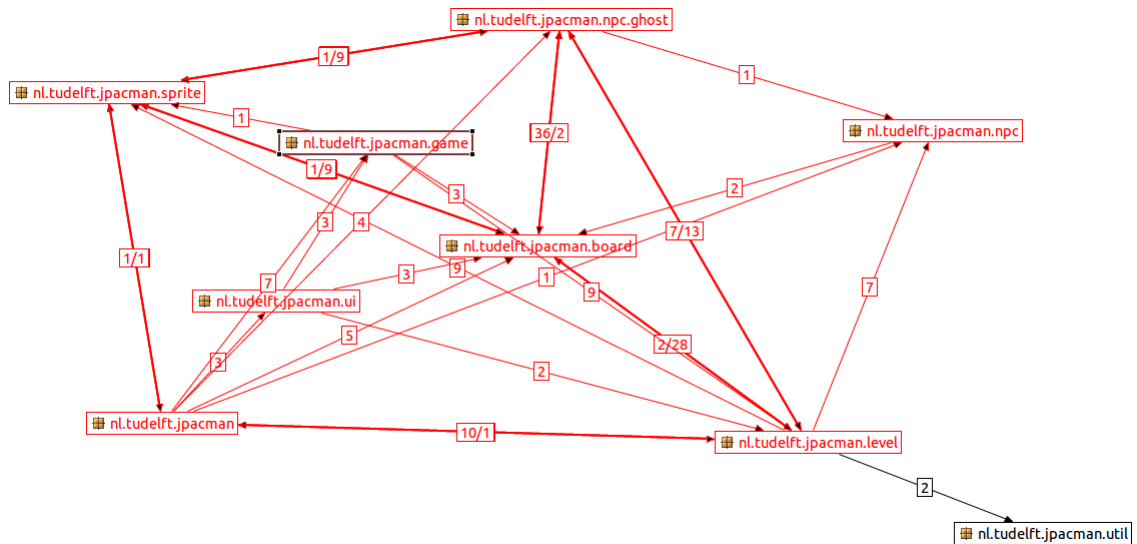 nl.tudelft.jpacman.npc.ghost
1/9
nl.tudelft.jpacman.sprite
1
1
nl.tudelft.jpacman.game
36/2
nl.tudelft.jpacman.npc
1/9
3
2
3
4
7/13
nl.tudelft.jpacman.board
1/1
3
9
1
7
9
7
nl.tudelft.jpacman.ui
5
2/28
3
2
nl.tudelft.jpacman
10/1
nl.tudelft.jpacman.level
2
nl.tudelft.jpacman.util